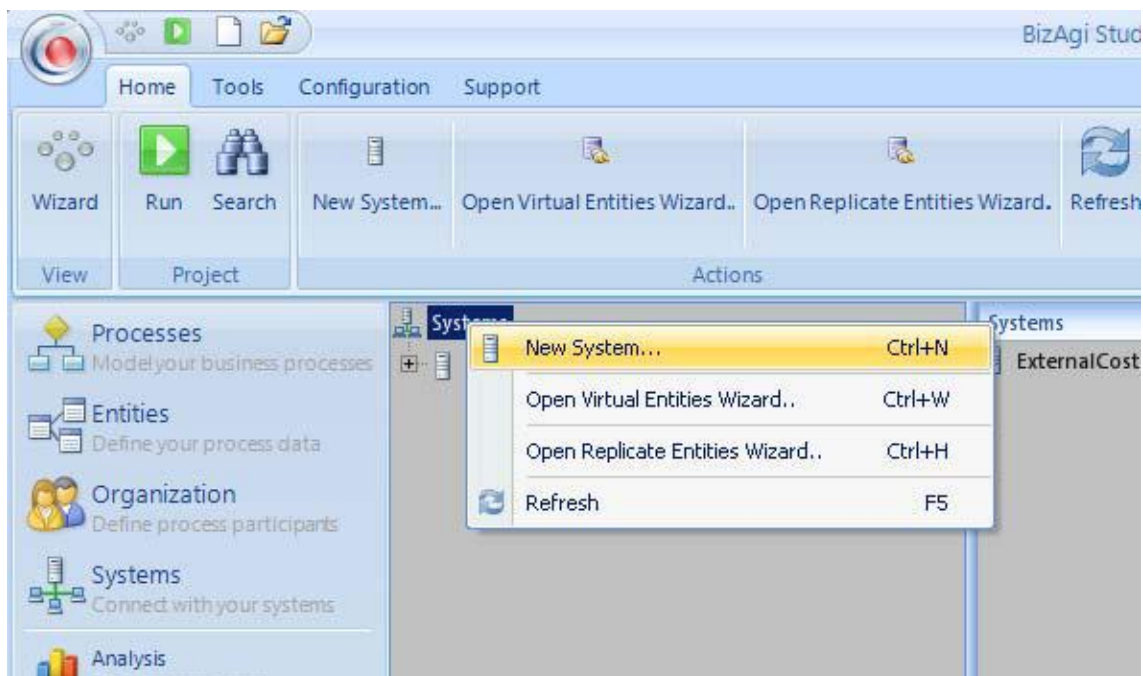 BizAgi Stud
Home Tools Configuration Support
Wizard Run Search New System... Open Virtual Entities Wizard.. Open Replicate Entities Wizard. Refresh
View Project Actions
Processes
Model your business processes
Entities
Define your process data
Organization
Define process participants
Systems
Connect with your systems
Analysis
Systems
New System... Ctrl+N
Open Virtual Entities Wizard.. Ctrl+W
Open Replicate Entities Wizard.. Ctrl+H
Refresh F5
Systems
ExternalCost